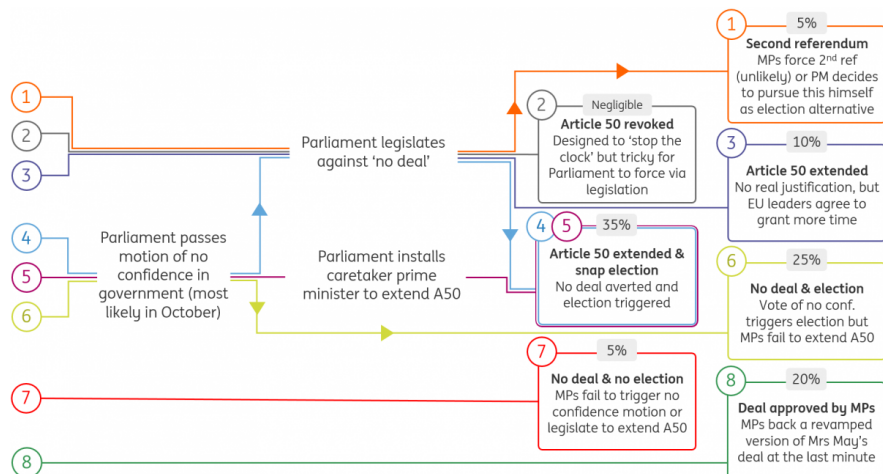 1
2
3
4
5
6
7
8
Parliament passes
motion of no
confidence in
government (most
likely in October)
Parliament legislates
against ‘no deal’
Parliament installs
caretaker prime
minister to extend A50
1
5%
Second referendum
MPs force 2nd ref
(unlikely) or PM decides
to pursue this himself
as election alternative
2
Negligible
Article 50 revoked
Designed to ‘stop the
clock’ but tricky for
Parliament to force via
legislation
3
10%
Article 50 extended
No real justification, but
EU leaders agree to
grant more time
4
5
35%
Article 50 extended &
snap election
No deal averted and
election triggered
6
25%
No deal & election
Vote of no conf.
triggers election but
MPs fail to extend A50
7
5%
No deal & no election
MPs fail to trigger no
confidence motion or
legislate to extend A50
8
20%
Deal approved by MPs
MPs back a revamped
version of Mrs May’s
deal at the last minute